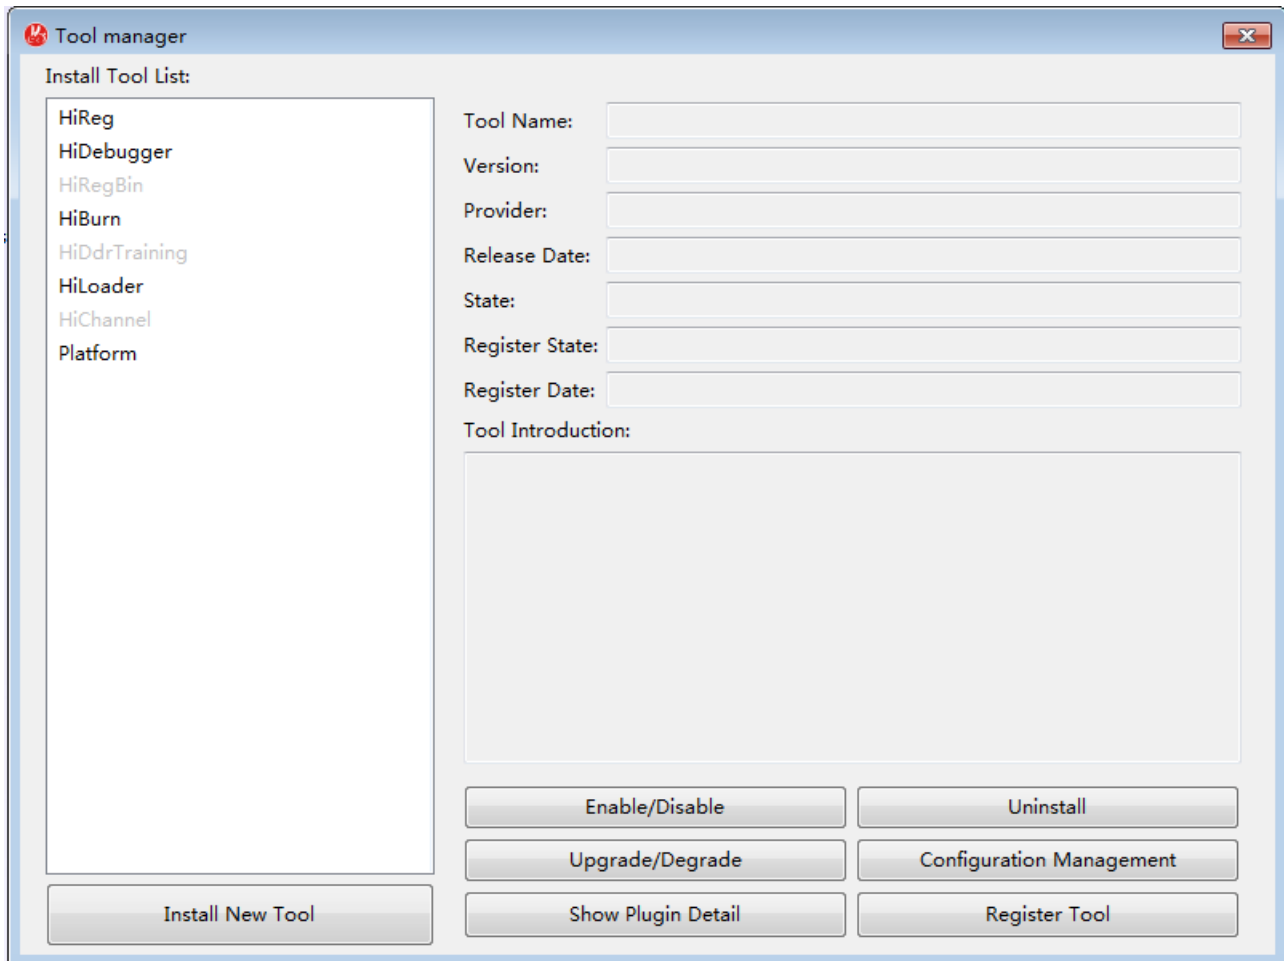 Tool manager
Install Tool List:
HiReg
HiDebugger
HiRegBin
HiBurn
HiDdrTraining
HiLoader
HiChannel
Platform
Install New Tool
Tool Name:
Version:
Provider:
Release Date:
State:
Register State:
Register Date:
Tool Introduction:
Enable/Disable
Uninstall
Upgrade/Degrade
Configuration Management
Show Plugin Detail
Register Tool